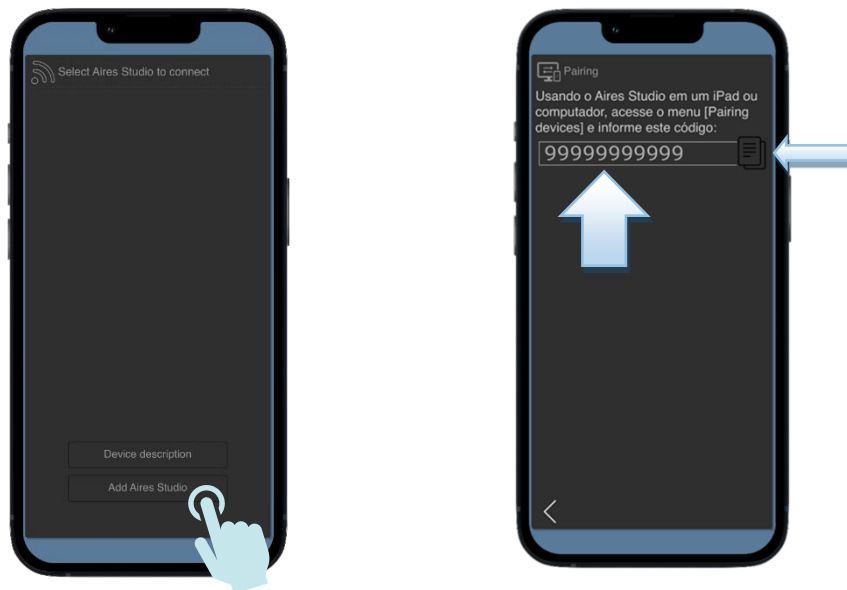 Select Aires Studio to connect
Device description
Add Aires Studio
Pairing
Usando o Aires Studio em um iPad ou
computador, acesse o menu [Pairing
devices] e informe este código:
99999999999